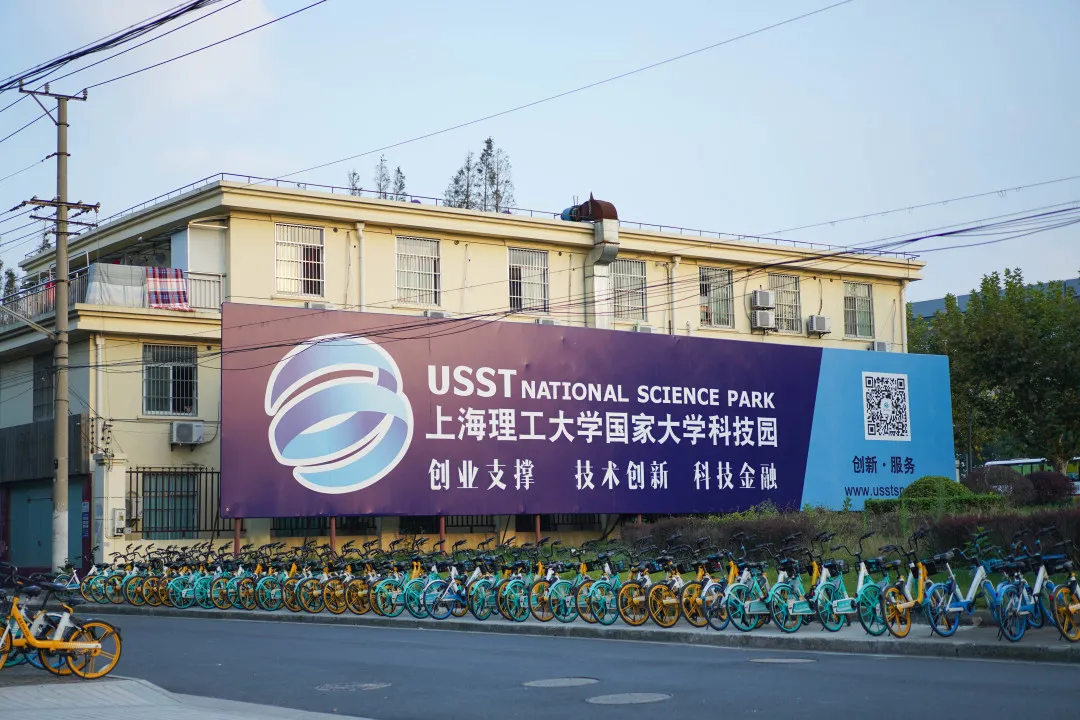 USST NATIONAL SCIENCE PARK
上海理工大学国家大学科技园
创业支撑 技术创新 科技金融
创新·服务